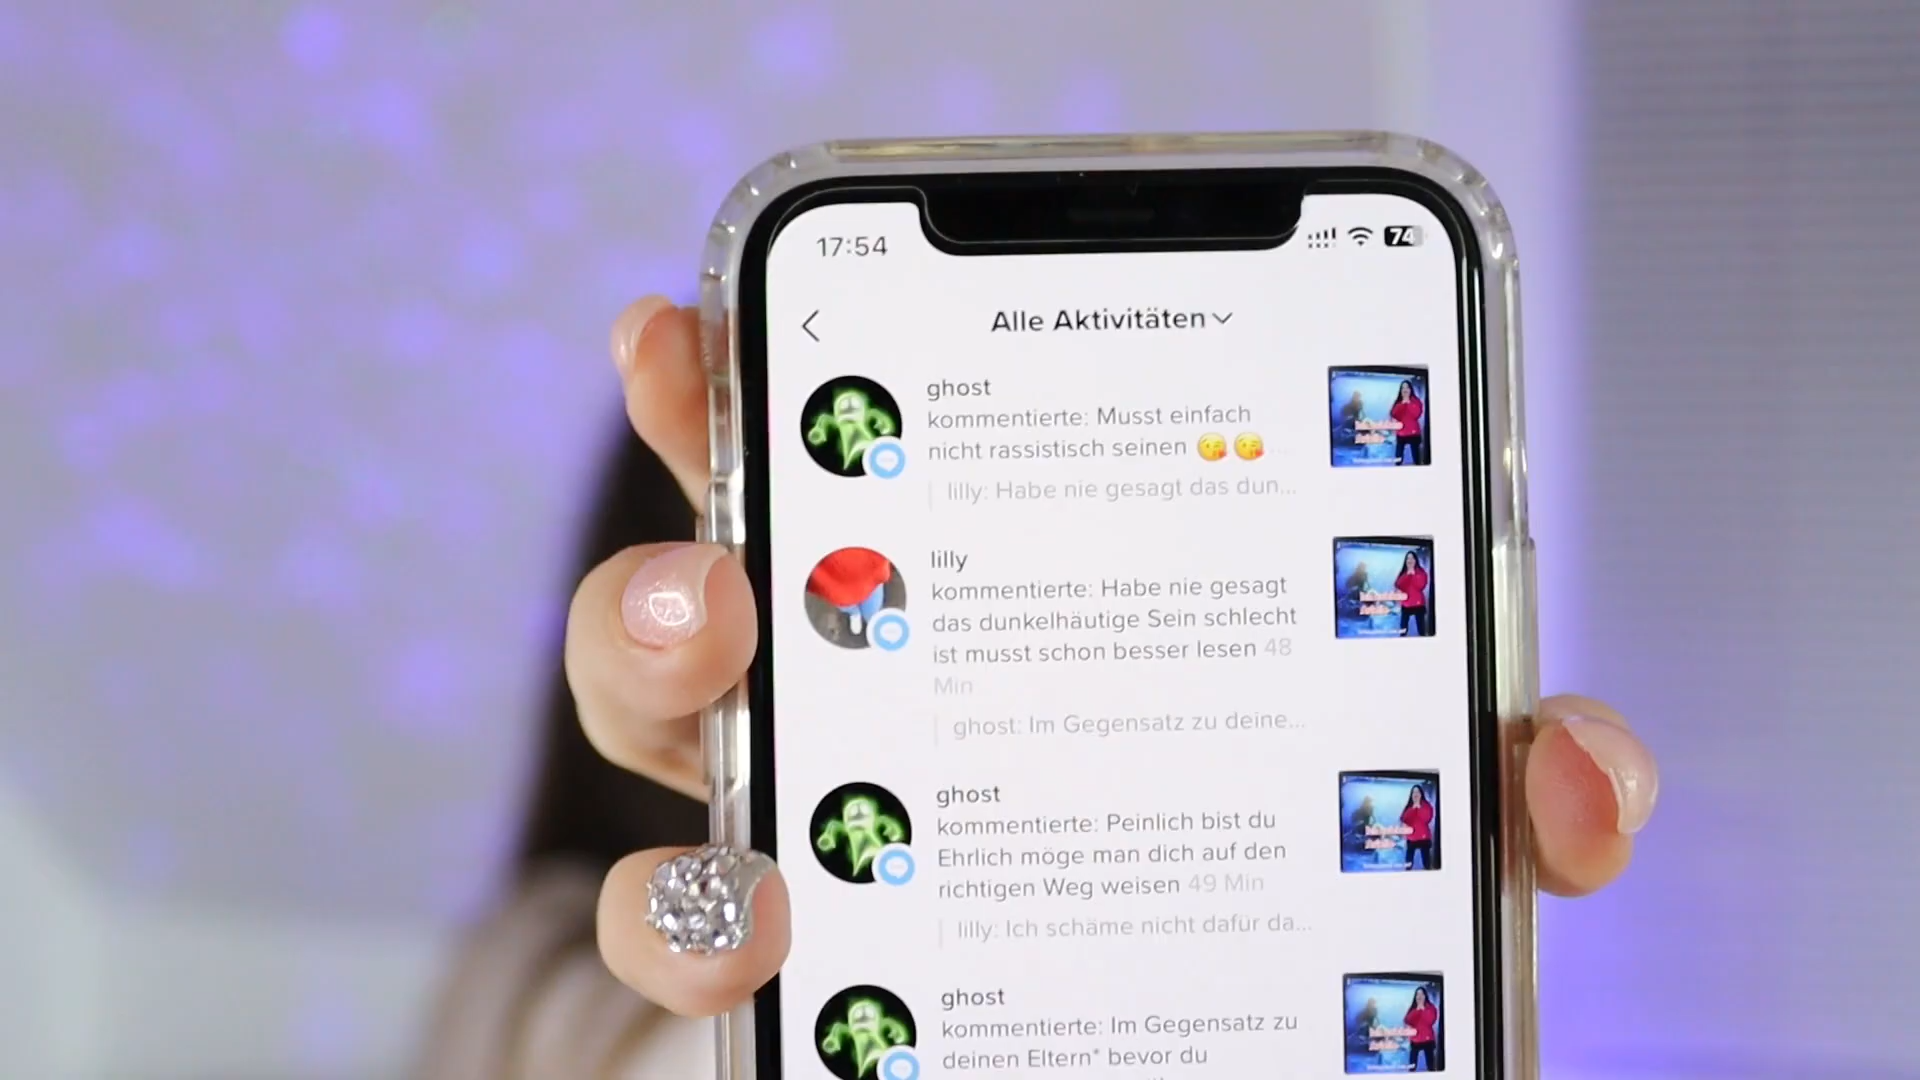 17:54
74
Alle Aktivitäten
ghost
kommentierte: Musst einfach
nicht rassistisch seinen 😘😘 ...
lilly: Habe nie gesagt das dun...
lilly
kommentierte: Habe nie gesagt
das dunkelhäutige Sein schlecht
ist musst schon besser lesen 48
Min
ghost: Im Gegensatz zu deine...
ghost
kommentierte: Peinlich bist du
Ehrlich möge man dich auf den
richtigen Weg weisen 49 Min
lilly: Ich schäme nicht dafür da...
ghost
kommentierte: Im Gegensatz zu
deinen Eltern* bevor du